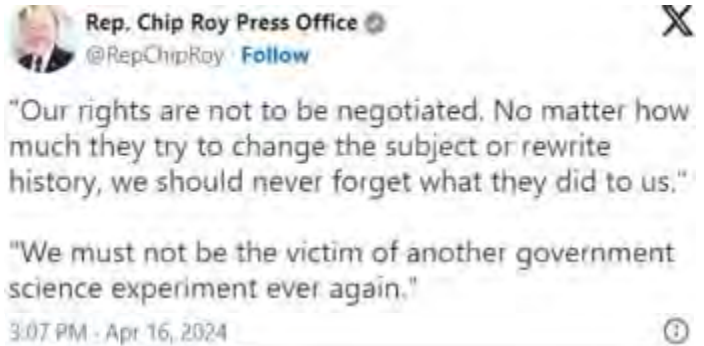 Rep. Chip Roy Press Office
@RepChipRoy · Follow
"Our rights are not to be negotiated. No matter how
much they try to change the subject or rewrite
history, we should never forget what they did to us."
"We must not be the victim of another government
science experiment ever again."
3:07 PM · Apr 16, 2024